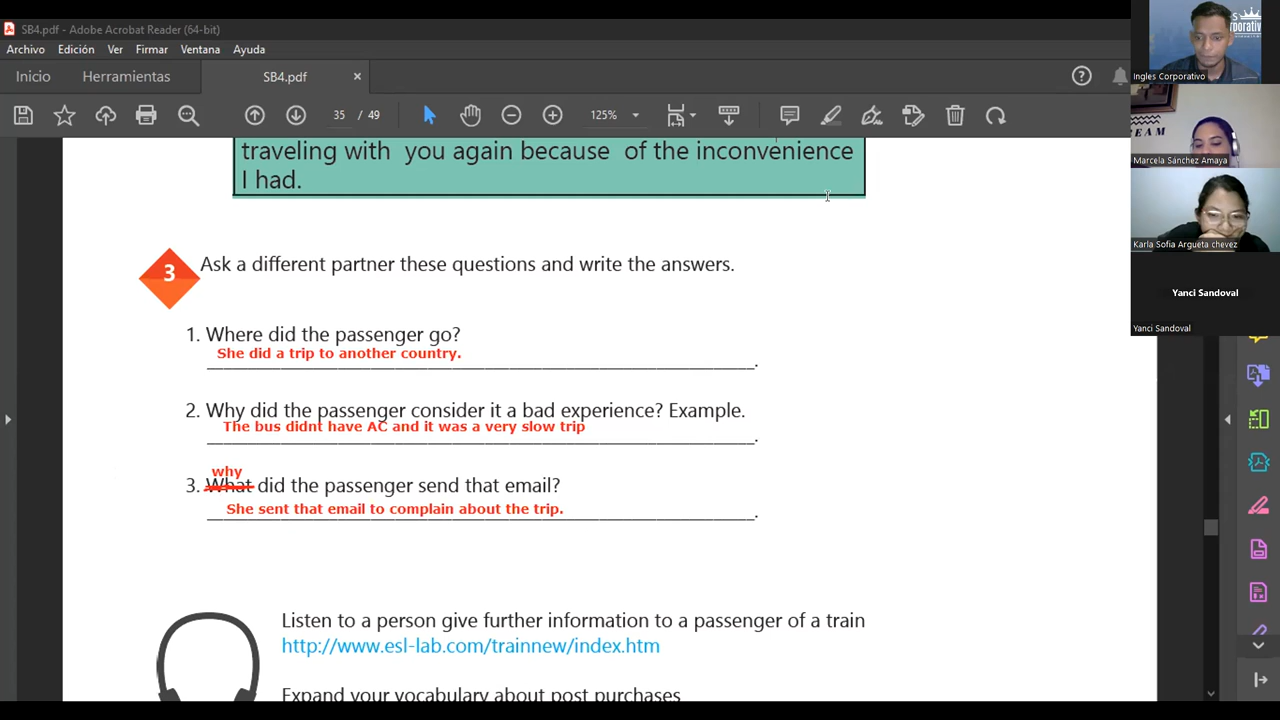 SB4.pdf - Adobe Acrobat Reader (64-bit)
Archivo Edición Ver Firmar Ventana Ayuda
Inicio Herramientas SB4.pdf ×
35 / 49 125%
traveling with you again because of the inconvenience
I had.
3 Ask a different partner these questions and write the answers.
1. Where did the passenger go?
She did a trip to another country.
2. Why did the passenger consider it a bad experience? Example.
The bus didnt have AC and it was a very slow trip
why
3. What did the passenger send that email?
She sent that email to complain about the trip.
Listen to a person give further information to a passenger of a train
http://www.esl-lab.com/trainnew/index.htm
Expand your vocabulary about post purchases
Ingles Corporativo
Marcela Sánchez Amaya
Karla Sofia Argueta chevez
Yanci Sandoval
Yanci Sandoval